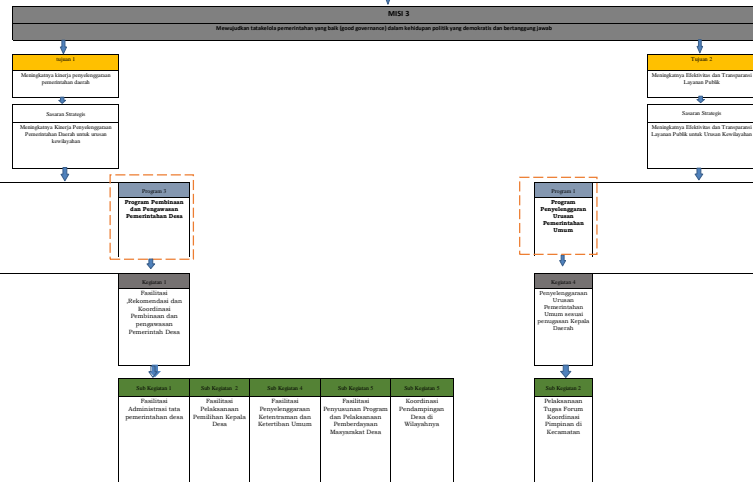 MISI 3
Mewujudkan tatakelola pemerintahan yang baik (good governance) dalam kehidupan politik yang demokratis dan bertanggung jawab
tujuan 1
Meningkatnya kinerja penyelenggaraan
pemerintahan daerah
Sasaran Strategis
Meningkatnya Kinerja Penyelenggaraan
Pemerintahan Daerah untuk urusan
kewilayahan
Tujuan 2
Meningkatnya Efektivitas dan Transparansi
Layanan Publik
Sasaran Strategis
Meningkatnya Efektivitas dan Transparansi
Layanan Publik untuk Urusan Kewilayahan
Program 3
Program Pembinaan
dan Pengawasan
Pemerintahan Desa
Program 1
Program
Penyelenggaran
Urusan
Pemerintahan
Umum
Kegiatan 1
Fasilitasi
,Rekomendasi dan
Koordinasi
Pembinaan dan
pengawasan
Pemerintah Desa
Kegiatan 4
Penyelenggaraan
Urusan
Pemerintahan
Umum sesuai
penugasan Kepala
Daerah
Sub Kegiatan 1
Fasilitasi
Administrasi tata
pemerintahan desa
Sub Kegiatan 2
Fasilitasi
Pelaksanaan
Pemilihan Kepala
Desa
Sub Kegiatan 4
Fasilitasi
Penyelenggaraan
Ketentraman dan
Ketertiban Umum
Sub Kegiatan 5
Fasilitasi
Penyusunan Program
dan Pelaksanaan
Pemberdayaan
Masyarakat Desa
Sub Kegiatan 5
Koordinasi
Pendampingan
Desa di
Wilayahnya
Sub Kegiatan 2
Pelaksanaan
Tugas Forum
Koordinasi
Pimpinan di
Kecamatan